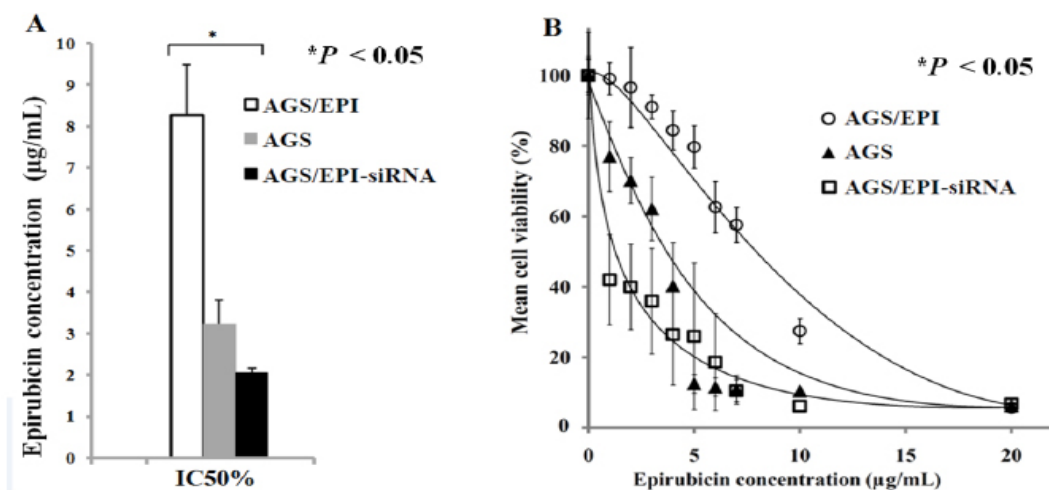 A
Epirubicin concentration (µg/mL)
10
9
8
7
6
5
4
3
2
1
0
*
*P < 0.05
AGS/EPI
AGS
AGS/EPI-siRNA
IC50%
B
Mean cell viability (%)
100
80
60
40
20
0
*P < 0.05
AGS/EPI
AGS
AGS/EPI-siRNA
0 5 10 15 20
Epirubicin concentration (µg/mL)